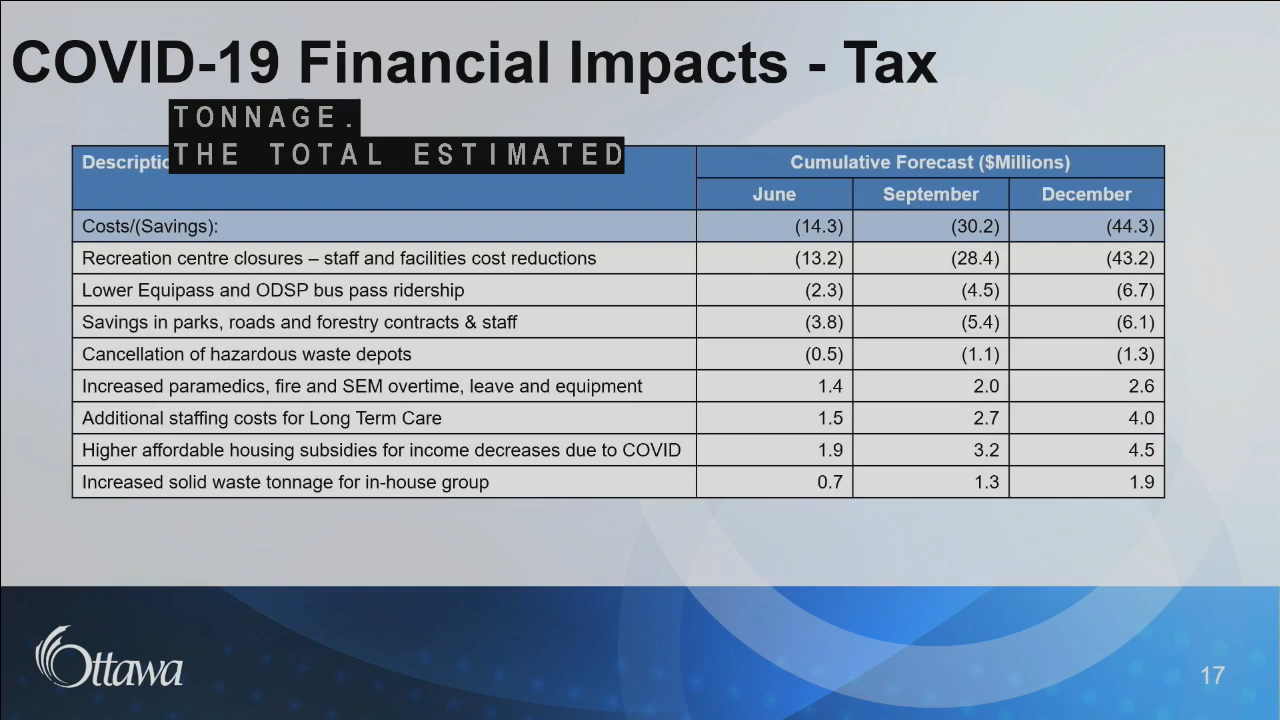 COVID-19 Financial Impacts - Tax
TONNAGE.
THE TOTAL ESTIMATED
Descriptio
Cumulative Forecast ($Millions)
June September December
Costs/(Savings): (14.3) (30.2) (44.3)
Recreation centre closures – staff and facilities cost reductions (13.2) (28.4) (43.2)
Lower Equipass and ODSP bus pass ridership (2.3) (4.5) (6.7)
Savings in parks, roads and forestry contracts & staff (3.8) (5.4) (6.1)
Cancellation of hazardous waste depots (0.5) (1.1) (1.3)
Increased paramedics, fire and SEM overtime, leave and equipment 1.4 2.0 2.6
Additional staffing costs for Long Term Care 1.5 2.7 4.0
Higher affordable housing subsidies for income decreases due to COVID 1.9 3.2 4.5
Increased solid waste tonnage for in-house group 0.7 1.3 1.9
Ottawa
17